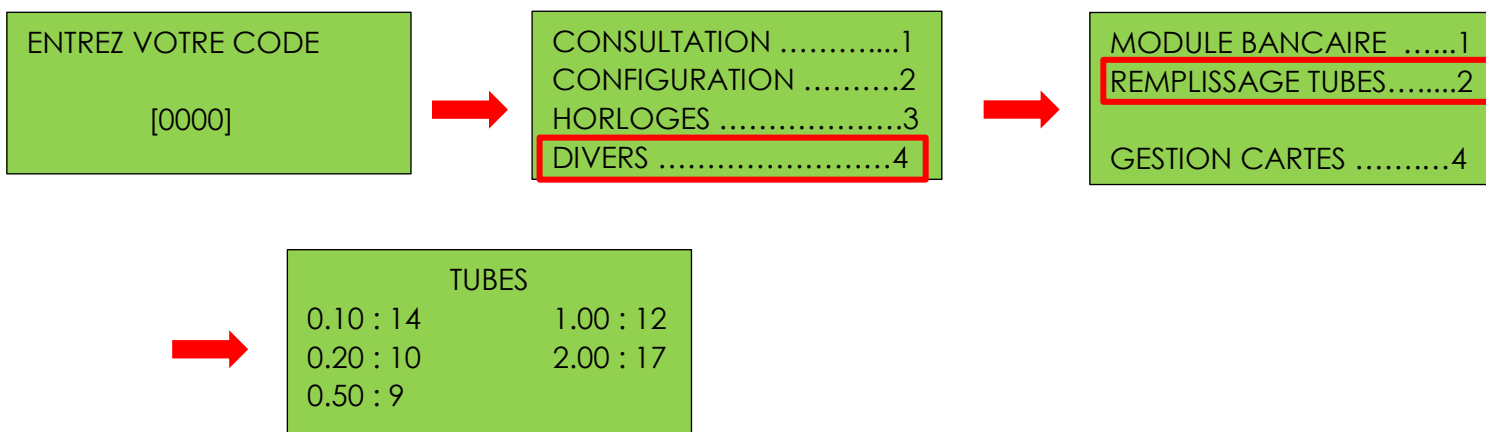 ENTREZ VOTRE CODE
[0000]
CONSULTATION ………....1
CONFIGURATION ……….2
HORLOGES ……………….3
DIVERS ……………………4
MODULE BANCAIRE …...1
REMPLISSAGE TUBES….....2
GESTION CARTES ………4
TUBES
0.10 : 14 1.00 : 12
0.20 : 10 2.00 : 17
0.50 : 9